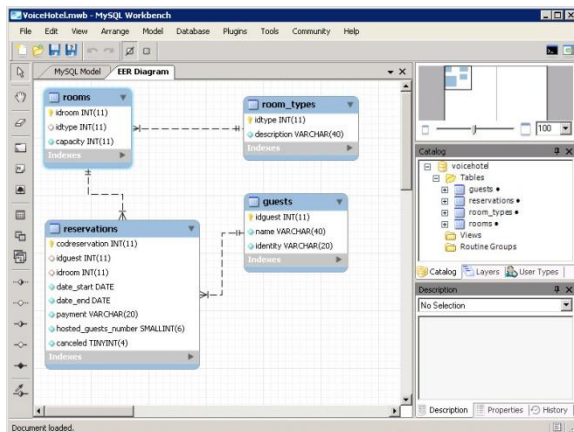 VoiceHotel.mwb - MySQL Workbench
File Edit View Arrange Model Database Plugins Tools Community Help
MySQL Model EER Diagram
rooms
idroom INT(11)
idtype INT(11)
capacity INT(11)
Indexes
room_types
idtype INT(11)
description VARCHAR(40)
Indexes
guests
idguest INT(11)
name VARCHAR(40)
identity VARCHAR(20)
Indexes
reservations
codreservation INT(11)
idguest INT(11)
idroom INT(11)
date_start DATE
date_end DATE
payment VARCHAR(20)
hosted_guests_number SMALLINT(6)
canceled TINYINT(4)
Indexes
100
Catalog
voicehotel
Tables
guests
reservations
room_types
rooms
Views
Routine Groups
Catalog Layers User Types
Description
No Selection
Description Properties History
Document loaded.